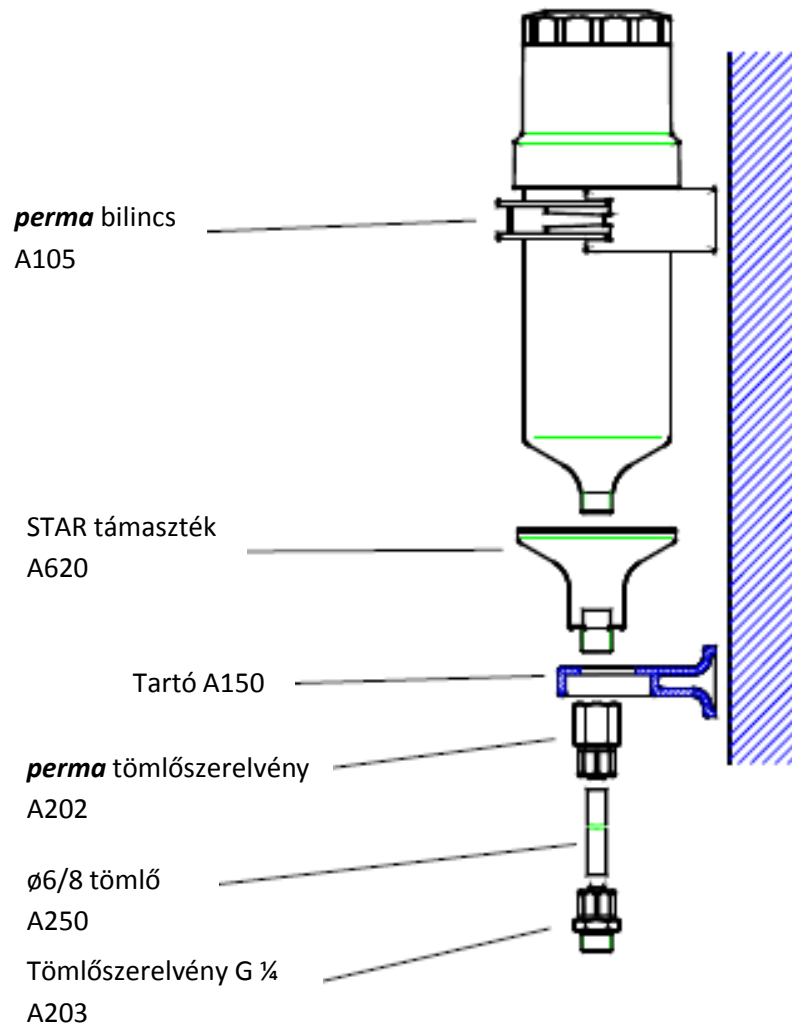 perma bilincs
A105
STAR támaszték
A620
Tartó A150
perma tömlőszerelvény
A202
ø6/8 tömlő
A250
Tömlőszerelvény G ¼
A203